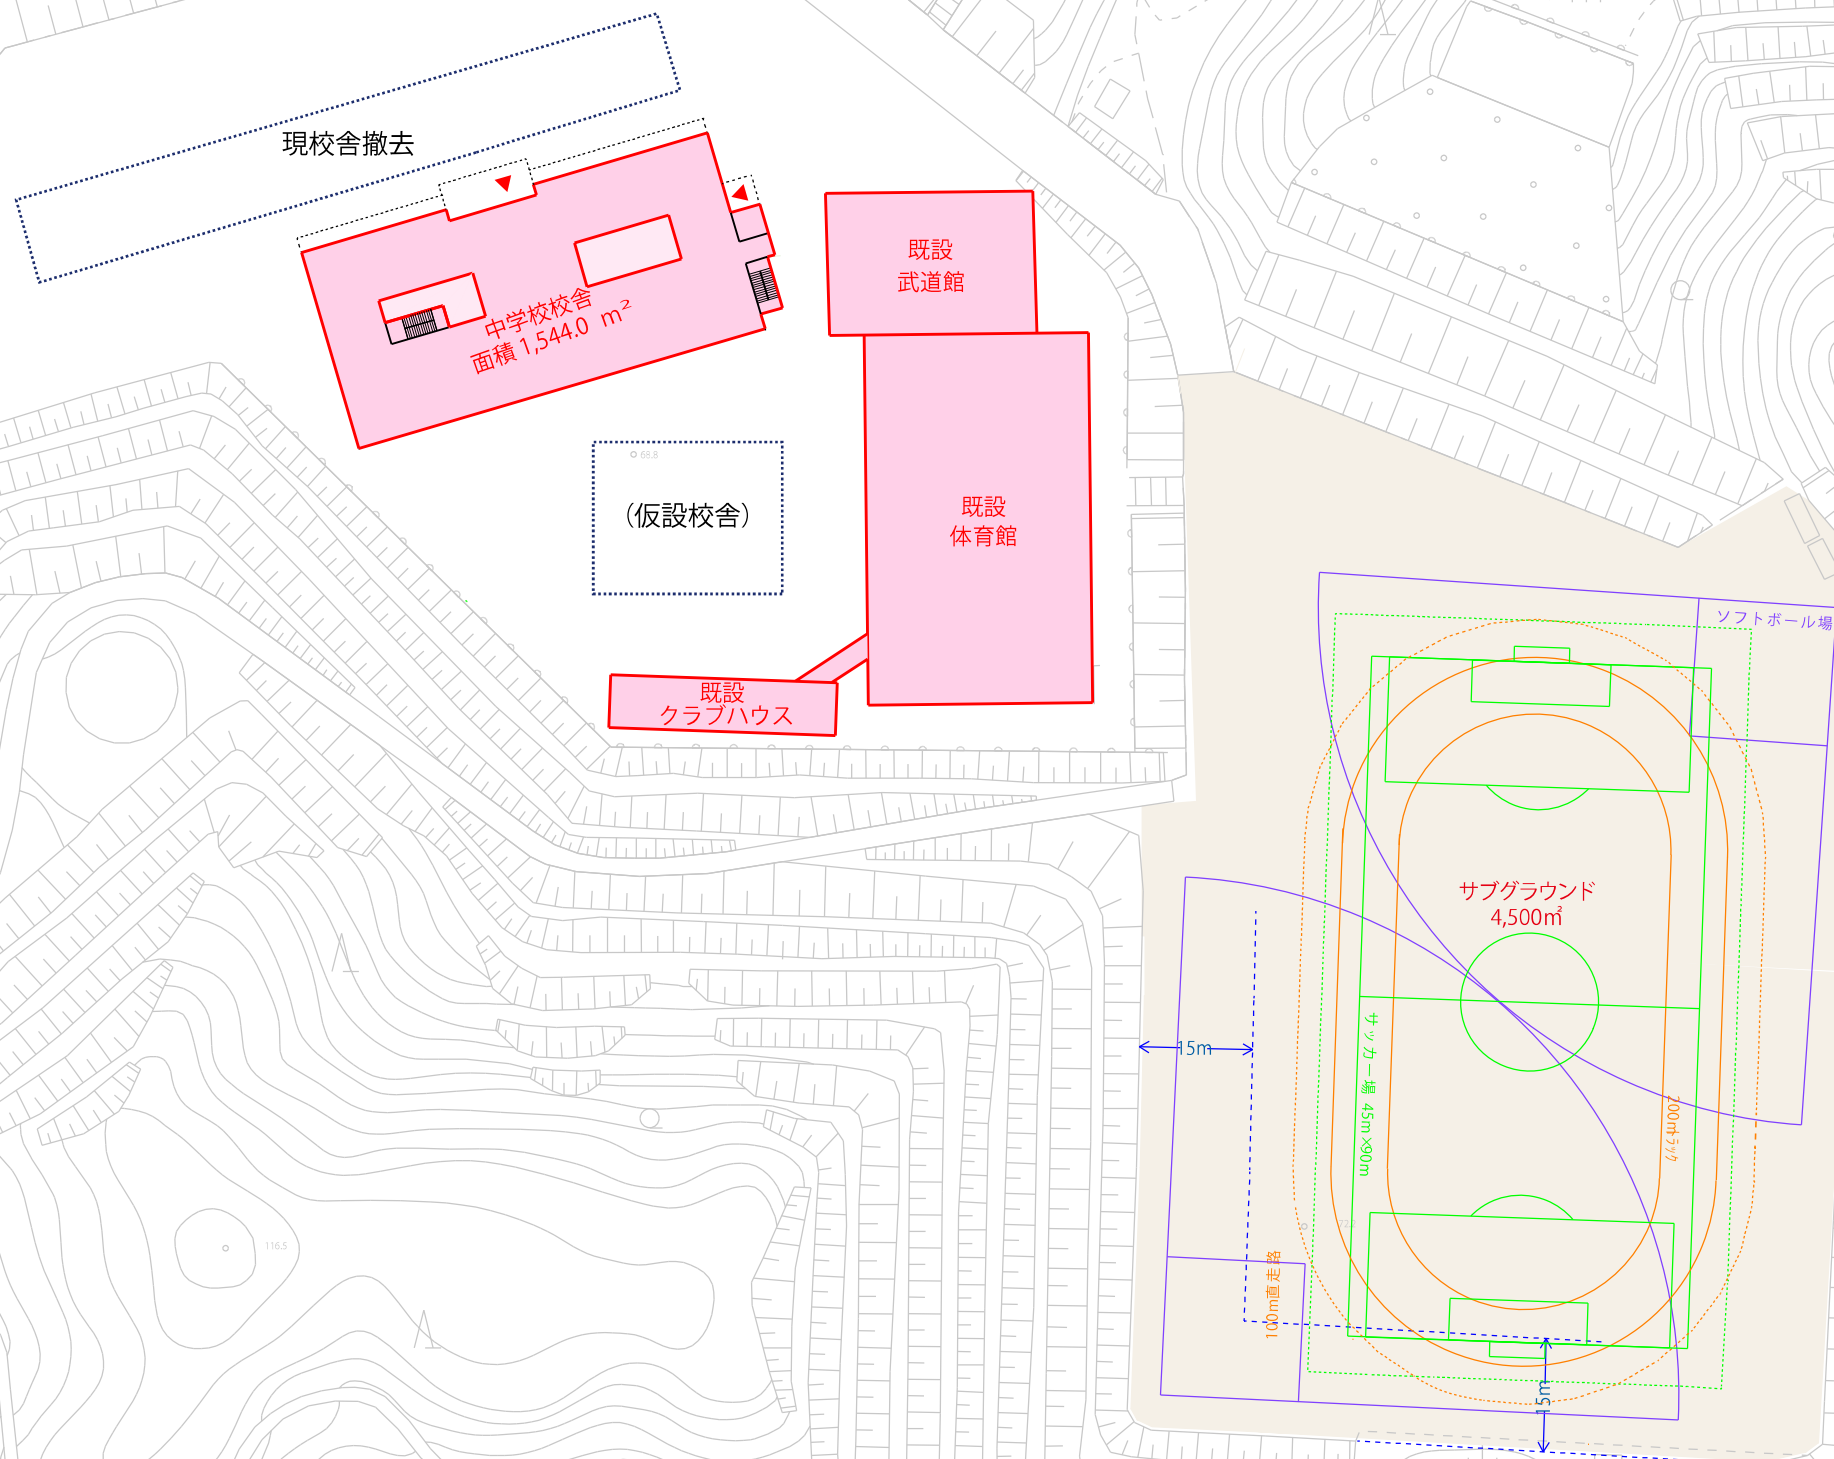 現校舎撤去
中学校校舎
面積 1,544.0 m²
既設
武道館
既設
体育館
68.8
（仮設校舎）
既設
クラブハウス
ソフトボール場
サブグラウンド
4,500㎡
15m
サッカー場 45m×90m
200mトラック
100m直走路
15m
116.5